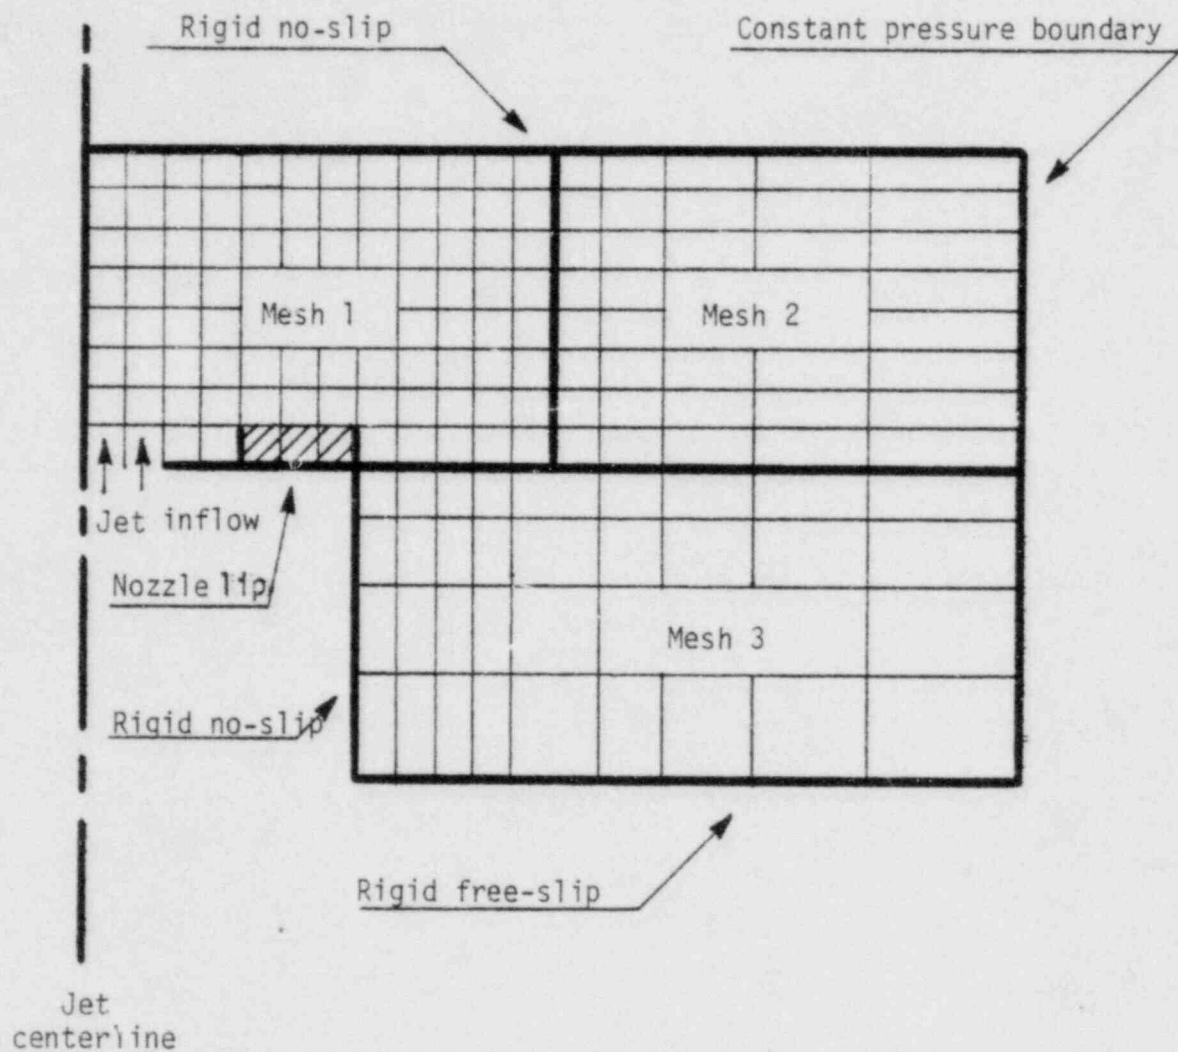 Rigid no-slip
Constant pressure boundary
Mesh 1
Mesh 2
Jet inflow
Nozzle lip
Mesh 3
Rigid no-slip
Rigid free-slip
Jet
centerline